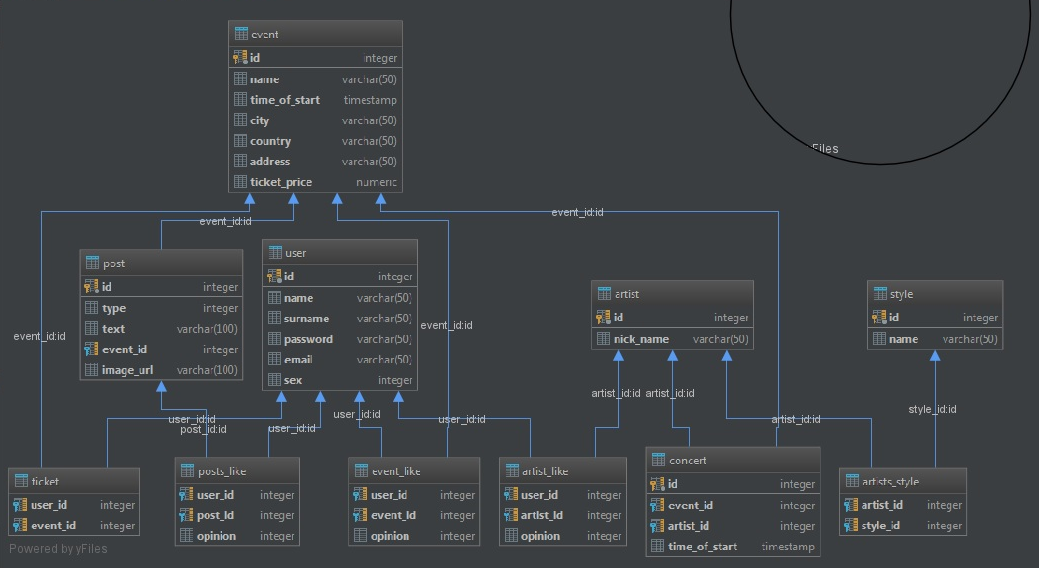 event
id integer
name varchar(50)
time_of_start timestamp
city varchar(50)
country varchar(50)
address varchar(50)
ticket_price numeric
Files
event_id:id
event_id:id
post
id integer
type integer
text varchar(100)
event_id integer
image_url varchar(100)
user
id integer
name varchar(50)
surname varchar(50)
password varchar(50)
email varchar(50)
sex integer
artist
id integer
nick_name varchar(50)
style
id integer
name varchar(50)
event_id:id
event_id:id
artist_id:id
artist_id:id
style_id:id
user_id:id
post_id:id
user_id:id
user_id:id
user_id:id
artist_id:id
ticket
user_id integer
event_id integer
posts_like
user_id integer
post_id integer
opinion integer
event_like
user_id integer
event_id integer
opinion integer
artist_like
user_id integer
artist_id integer
opinion integer
concert
id integer
event_id integer
artist_id integer
time_of_start timestamp
artists_style
artist_id integer
style_id integer
Powered by yFiles